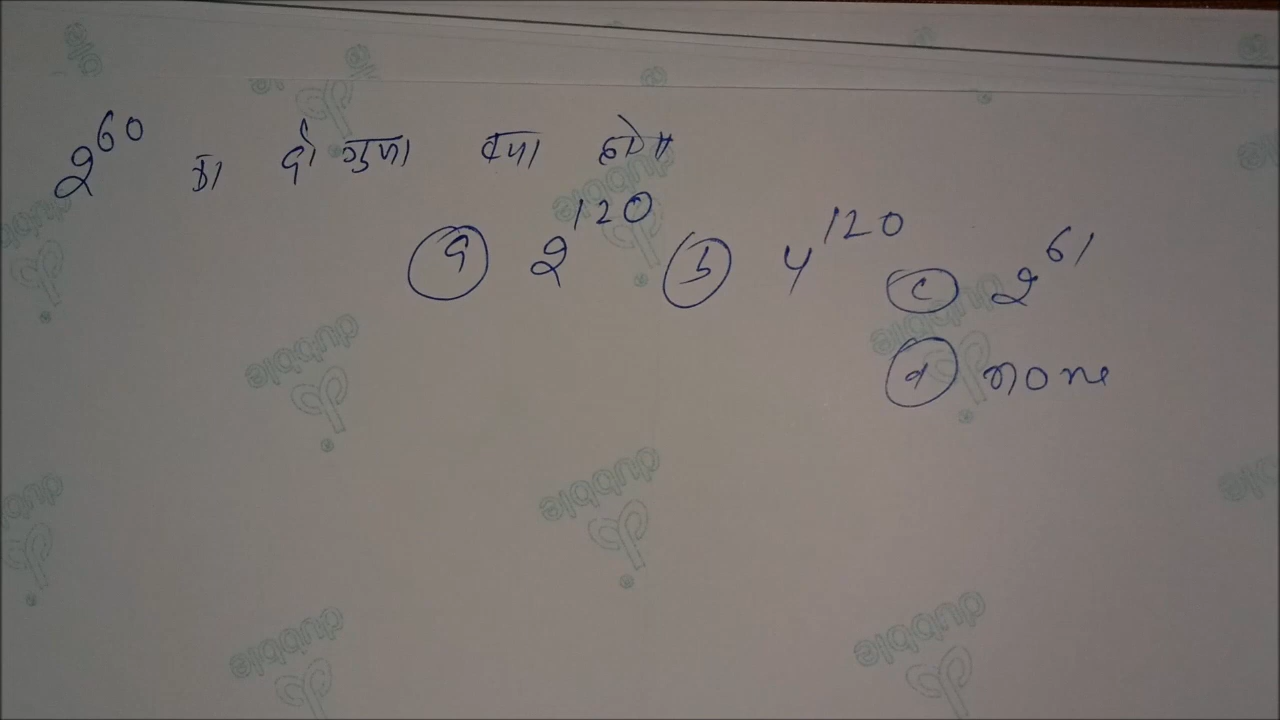 2^60 का दो गुणा क्या होगा
(a) 2^120 (b) 4^120 (c) 2^61
(d) none